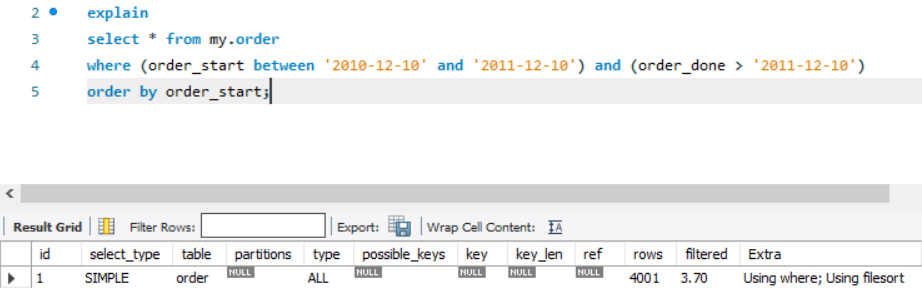 2 explain
3 select * from my.order
4 where (order_start between '2010-12-10' and '2011-12-10') and (order_done > '2011-12-10')
5 order by order_start;
Result Grid Filter Rows: Export: Wrap Cell Content: IA
id select_type table partitions type possible_keys key key_len ref rows filtered Extra
1 SIMPLE order NULL ALL NULL NULL NULL NULL 4001 3.70 Using where; Using filesort